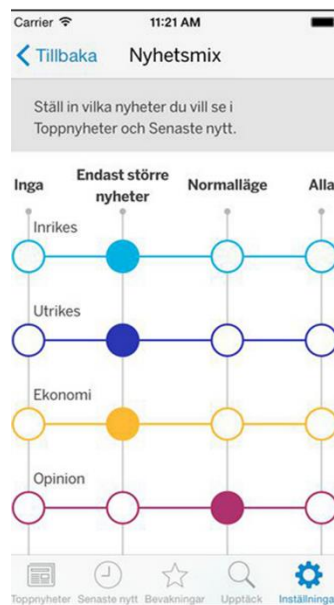 Carrier 11:21 AM
Tillbaka Nyhetsmix
Ställ in vilka nyheter du vill se i
Toppnyheter och Senaste nytt.
Inga Endast större nyheter Normalläge Alla
Inrikes
Utrikes
Ekonomi
Opinion
Toppnyheter Senaste nytt Bevakningar Upptäck Inställninga